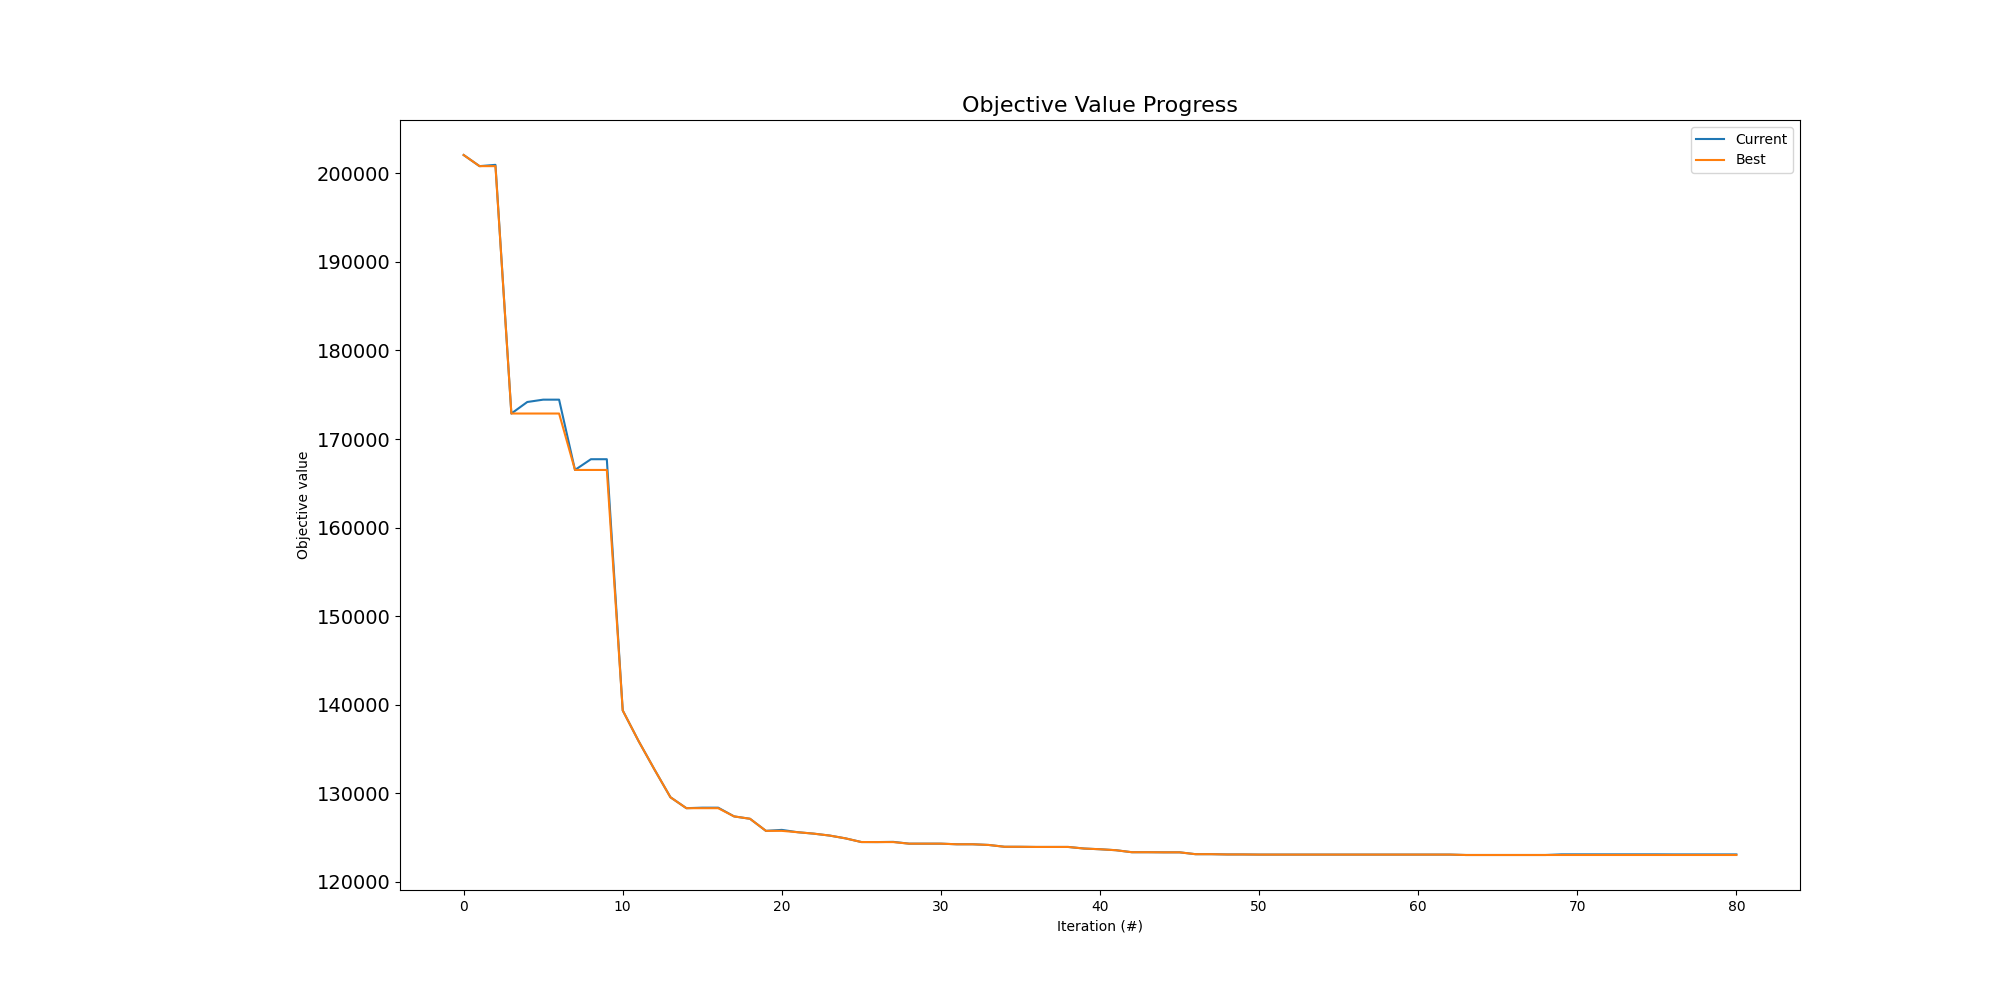 Objective Value Progress
Current
Best
200000
190000
180000
170000
160000
150000
140000
130000
120000
Objective value
0 10 20 30 40 50 60 70 80
Iteration (#)